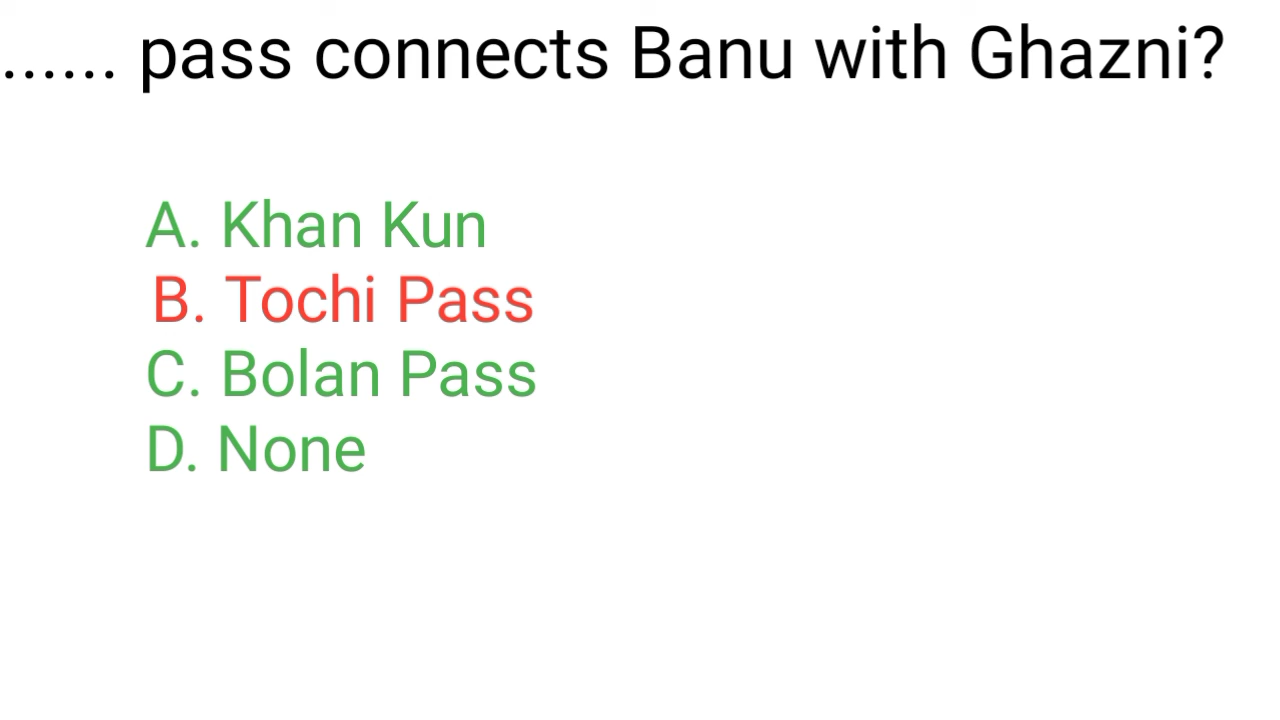 ...... pass connects Banu with Ghazni?
A. Khan Kun
B. Tochi Pass
C. Bolan Pass
D. None